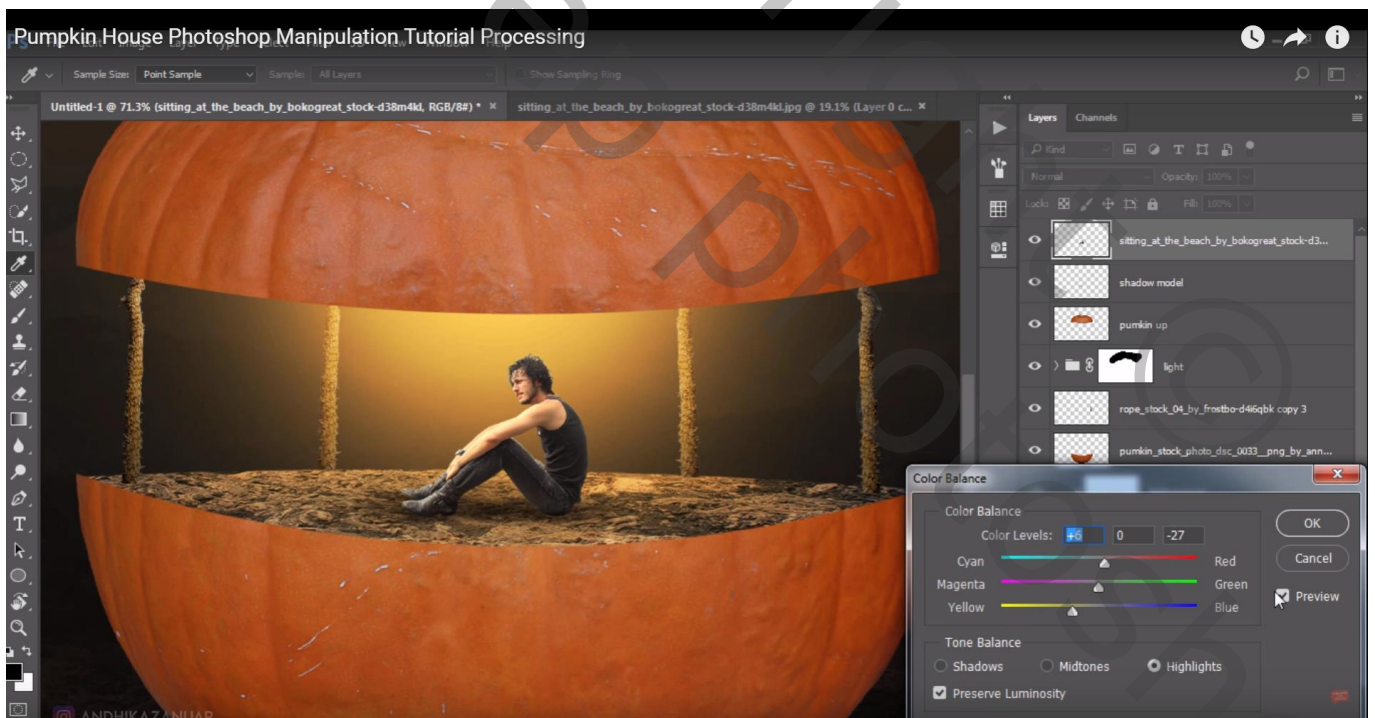 Pumpkin House Photoshop Manipulation Tutorial Processing
Sample Size: Point Sample Sample: All Layers Show Sampling Ring
Untitled-1 @ 71.3% (sitting_at_the_beach_by_bokogreat_stock-d38m4kl, RGB/8#) * × sitting_at_the_beach_by_bokogreat_stock-d38m4kl.jpg @ 19.1% (Layer 0 c... ×
Layers Channels
Kind
Normal Opacity: 100%
Lock: Fill: 100%
sitting_at_the_beach_by_bokogreat_stock-d3...
shadow model
pumkin up
light
rope_stock_04_by_frostbo-d4i6qbk copy 3
pumkin_stock_photo_dsc_0033__png_by_ann...
Color Balance
Color Balance
Color Levels: +6 0 -27
OK
Cyan Red
Cancel
Magenta Green
Preview
Yellow Blue
Tone Balance
Shadows Midtones Highlights
Preserve Luminosity
ANDHIKAZANUAR